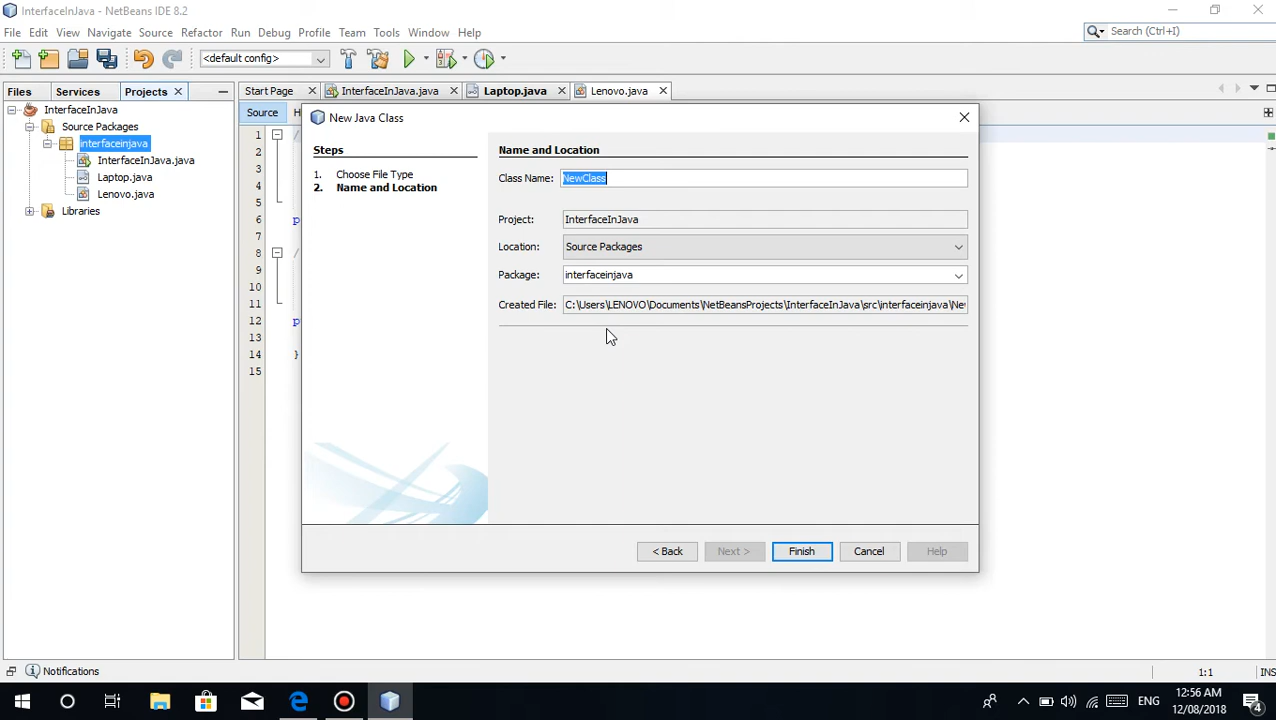 InterfaceInJava - NetBeans IDE 8.2
File Edit View Navigate Source Refactor Run Debug Profile Team Tools Window Help
Search (Ctrl+I)
<default config>
Files Services Projects
Start Page InterfaceInJava.java Laptop.java Lenovo.java
InterfaceInJava
Source Packages
interfaceinjava
InterfaceInJava.java
Laptop.java
Lenovo.java
Libraries
Source H
1 /
2
3
4
5
6 p
7
8 /
9
10
11
12 p
13
14 }
15
New Java Class
Steps
1. Choose File Type
2. Name and Location
Name and Location
Class Name: NewClass
Project: InterfaceInJava
Location: Source Packages
Package: interfaceinjava
Created File: C:\Users\LENOVO\Documents\NetBeansProjects\InterfaceInJava\src\interfaceinjava\Ne
< Back Next > Finish Cancel Help
Notifications
1:1 INS
ENG
12:56 AM
12/08/2018
4